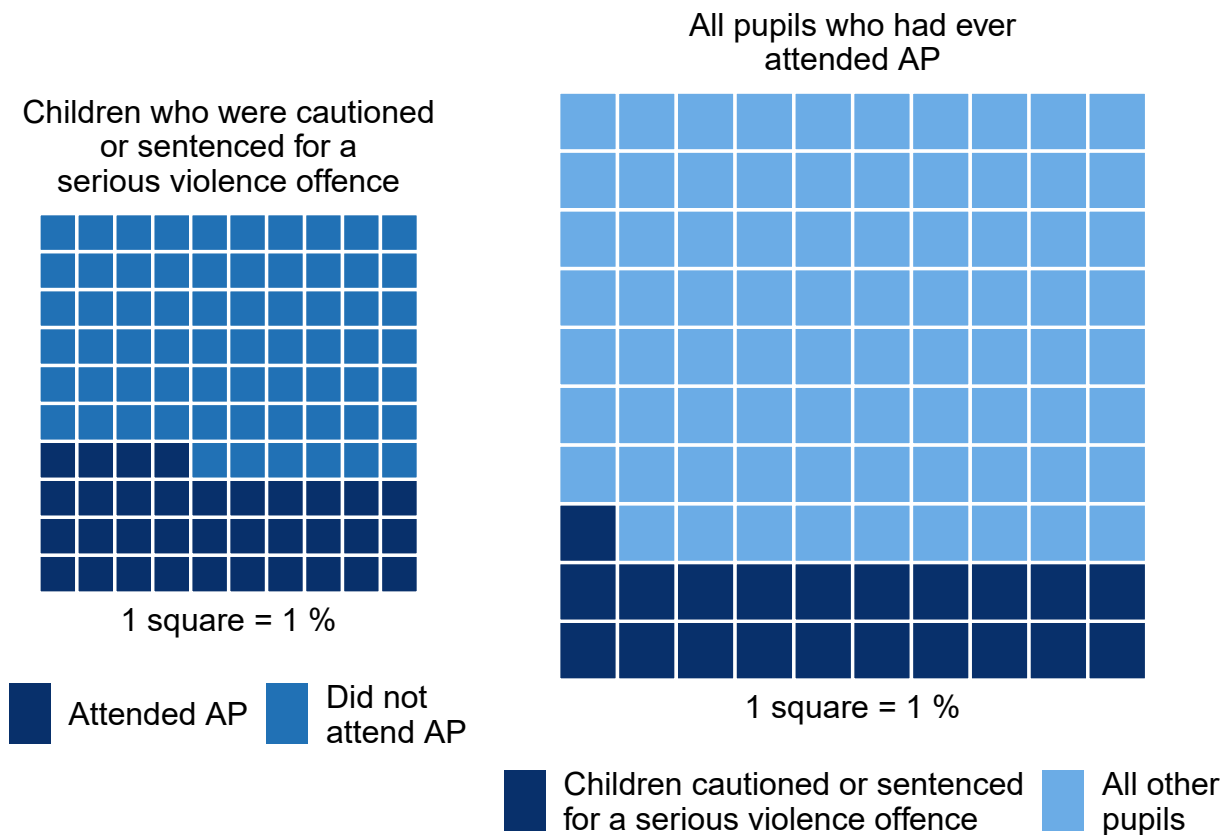 Children who were cautioned
or sentenced for a
serious violence offence
1 square = 1 %
Attended AP
Did not
attend AP
All pupils who had ever
attended AP
1 square = 1 %
Children cautioned or sentenced
for a serious violence offence
All other
pupils